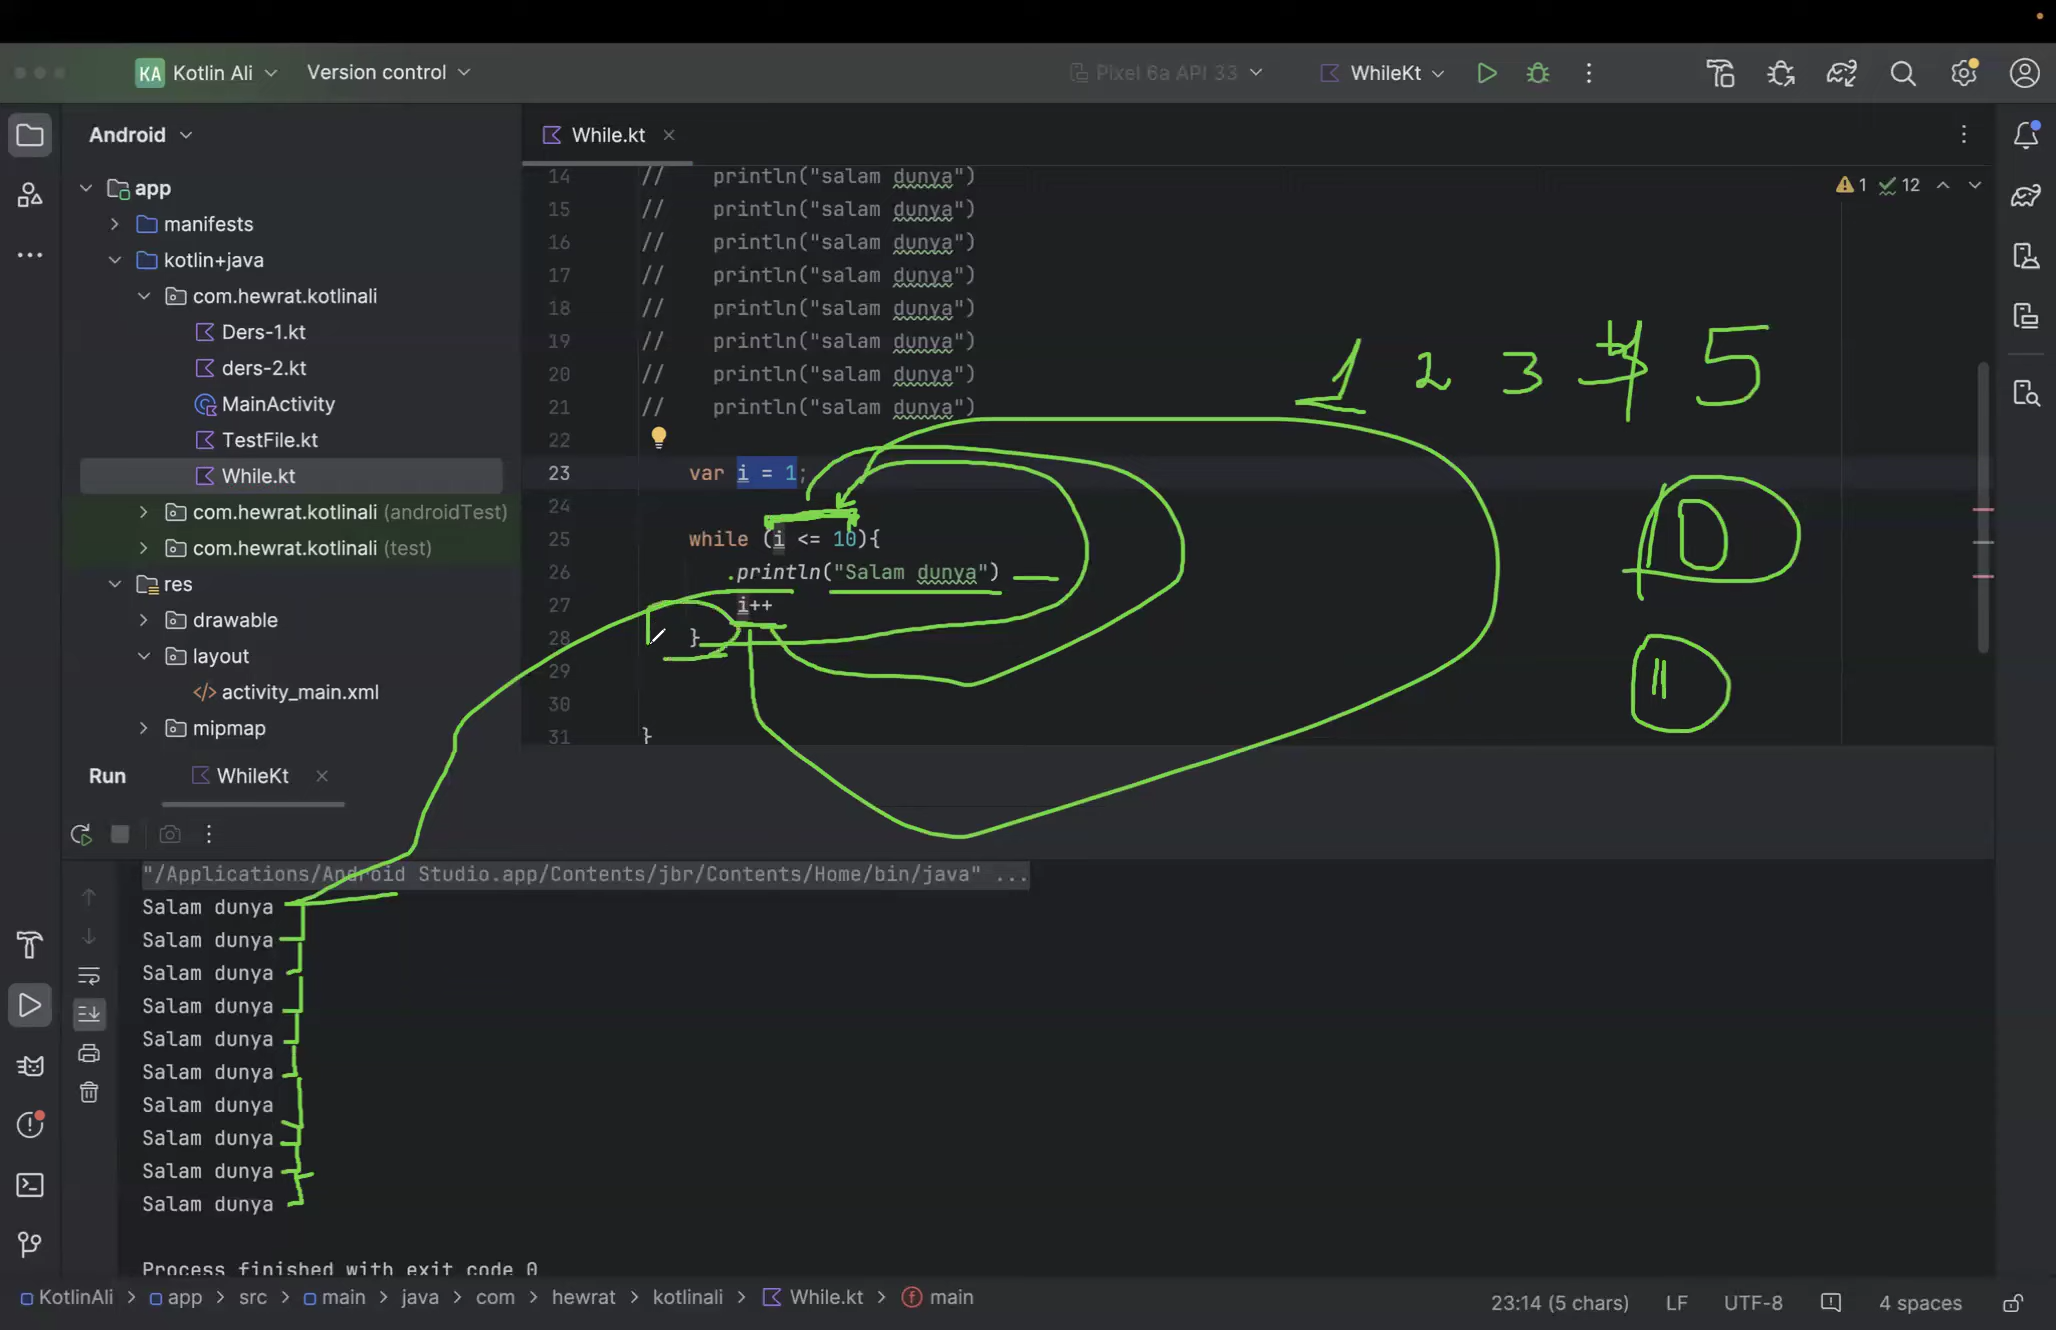 KA Kotlin Ali Version control Pixel 6a API 33 WhileKt
Android While.kt
app
manifests
kotlin+java
com.hewrat.kotlinali
Ders-1.kt
ders-2.kt
MainActivity
TestFile.kt
While.kt
com.hewrat.kotlinali (androidTest)
com.hewrat.kotlinali (test)
res
drawable
layout
activity_main.xml
mipmap
1 12
14 // println("salam dunya")
15 // println("salam dunya")
16 // println("salam dunya")
17 // println("salam dunya")
18 // println("salam dunya")
19 // println("salam dunya")
20 // println("salam dunya")
21 // println("salam dunya")
22
23 var i = 1;
24
25 while (i <= 10){
26 println("Salam dunya")
27 i++
28 }
29
30
31 }
1 2 3 4 5
Run WhileKt
"/Applications/Android Studio.app/Contents/jbr/Contents/Home/bin/java" ...
Salam dunya
Salam dunya
Salam dunya
Salam dunya
Salam dunya
Salam dunya
Salam dunya
Salam dunya
Salam dunya
Salam dunya
Process finished with exit code 0
KotlinAli > app > src > main > java > com > hewrat > kotlinali > While.kt > main 23:14 (5 chars) LF UTF-8 4 spaces